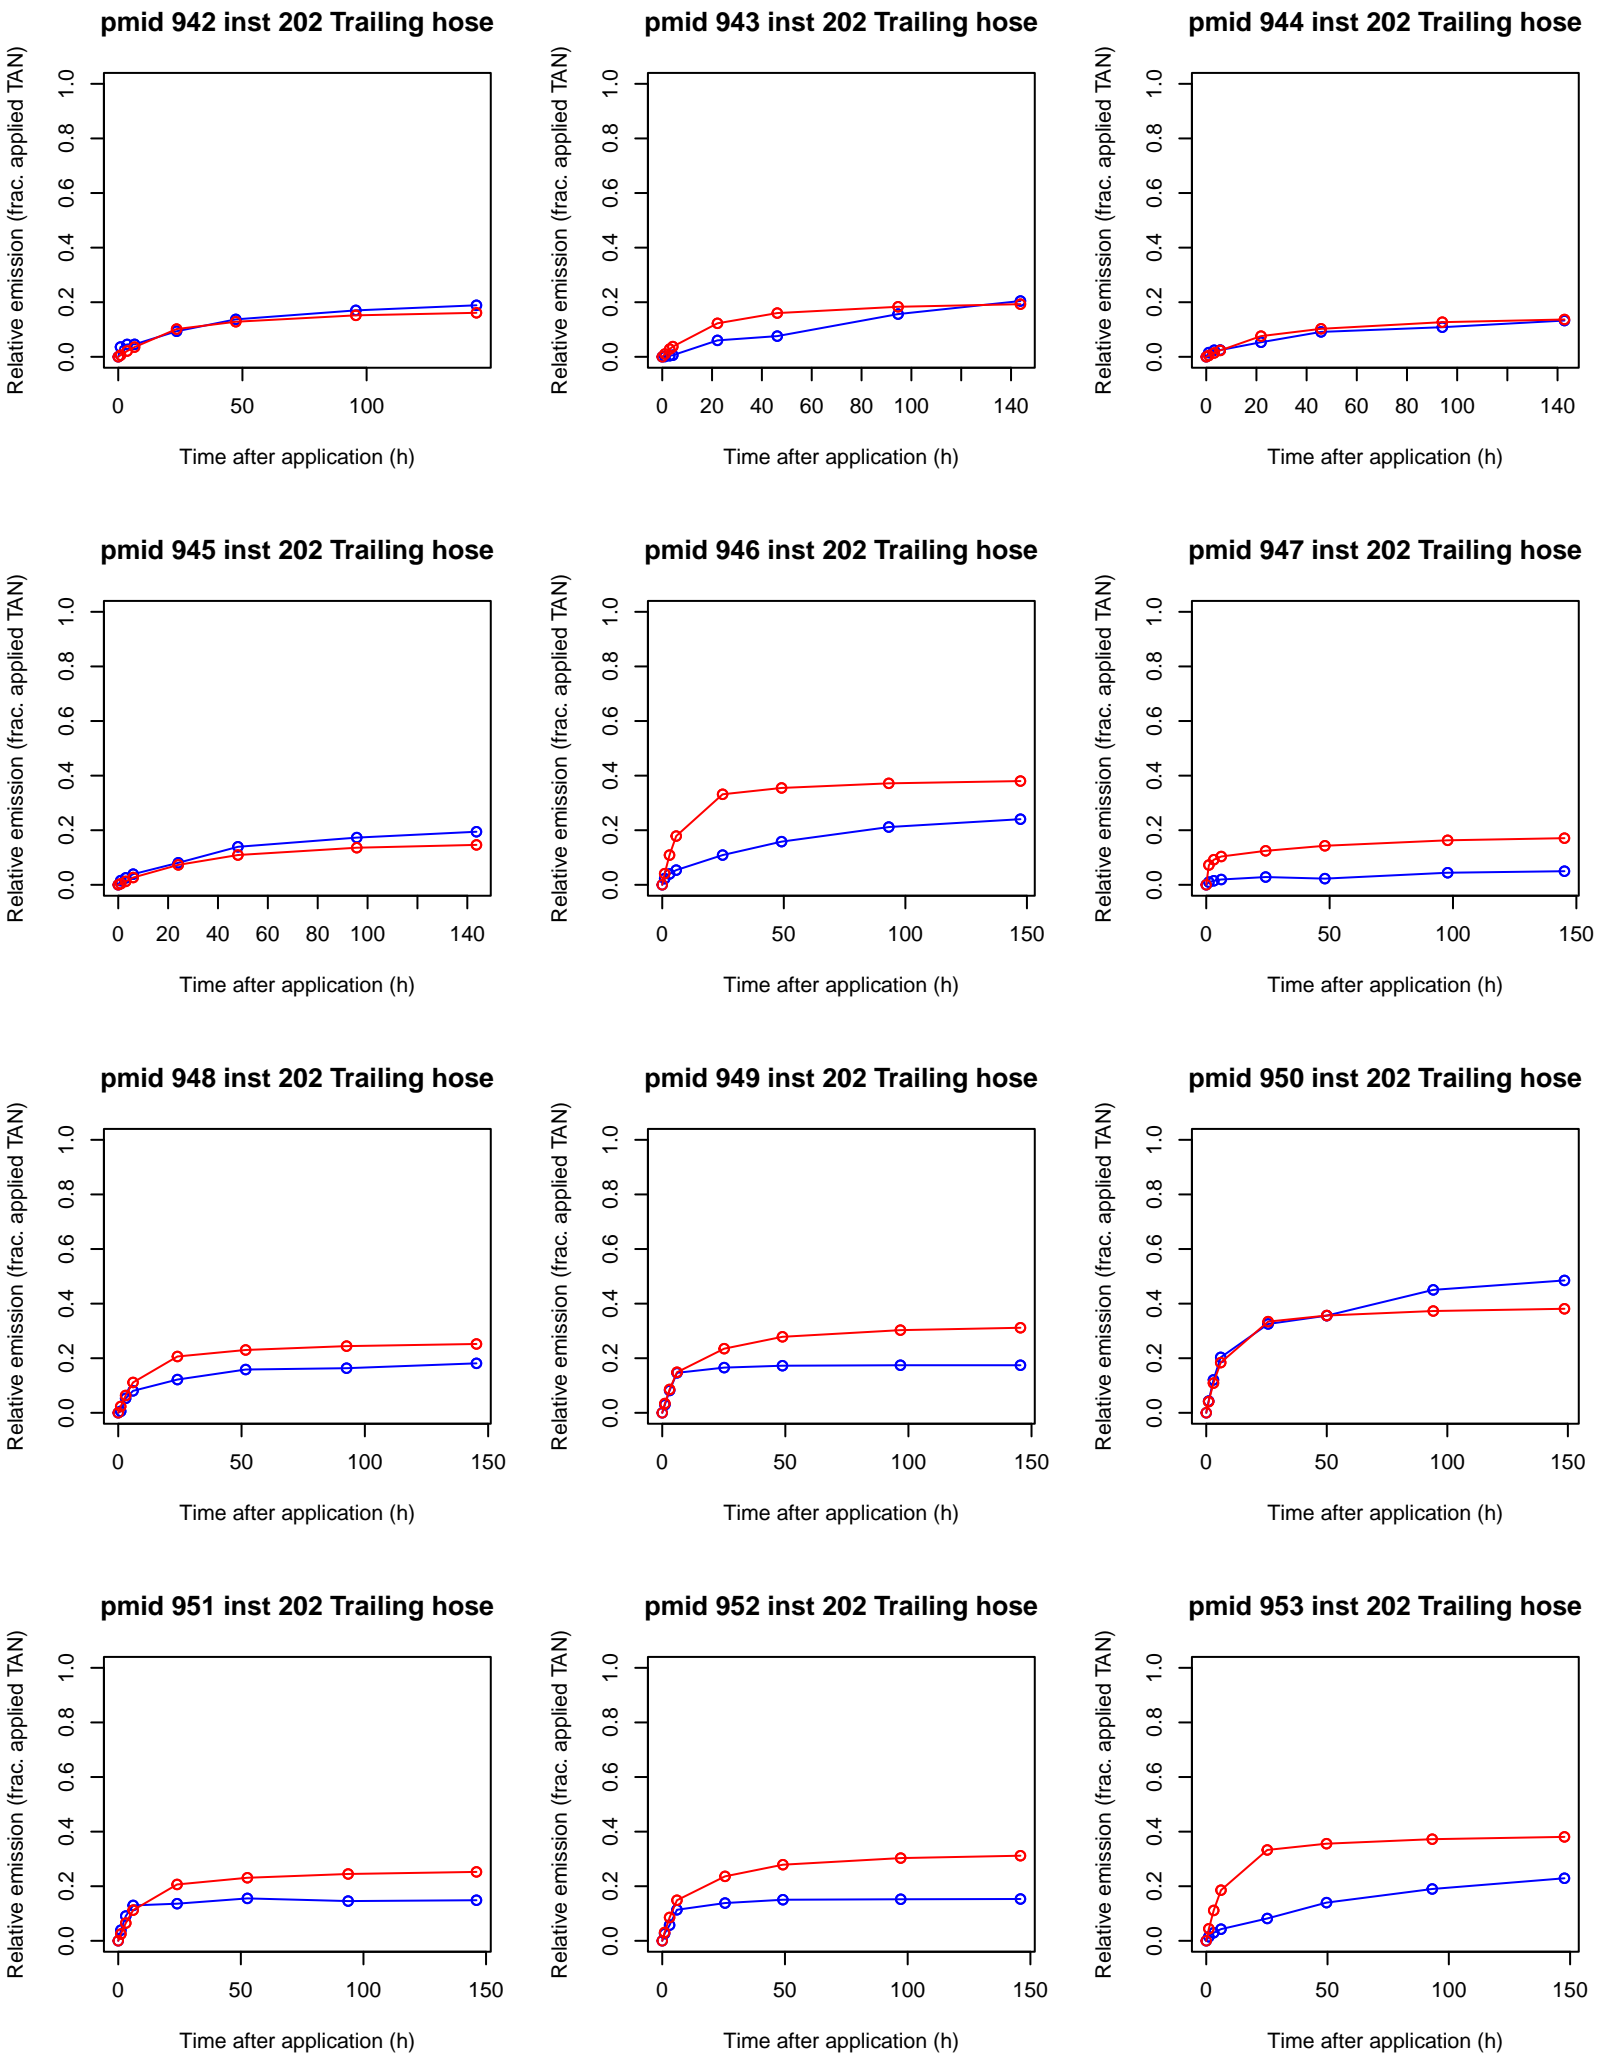 pmid 942 inst 202 Trailing hose
Relative emission (frac. applied TAN)
0.0 0.2 0.4 0.6 0.8 1.0
0 50 100
Time after application (h)
pmid 943 inst 202 Trailing hose
Relative emission (frac. applied TAN)
0.0 0.2 0.4 0.6 0.8 1.0
0 20 40 60 80 100 140
Time after application (h)
pmid 944 inst 202 Trailing hose
Relative emission (frac. applied TAN)
0.0 0.2 0.4 0.6 0.8 1.0
0 20 40 60 80 100 140
Time after application (h)
pmid 945 inst 202 Trailing hose
Relative emission (frac. applied TAN)
0.0 0.2 0.4 0.6 0.8 1.0
0 20 40 60 80 100 140
Time after application (h)
pmid 946 inst 202 Trailing hose
Relative emission (frac. applied TAN)
0.0 0.2 0.4 0.6 0.8 1.0
0 50 100 150
Time after application (h)
pmid 947 inst 202 Trailing hose
Relative emission (frac. applied TAN)
0.0 0.2 0.4 0.6 0.8 1.0
0 50 100 150
Time after application (h)
pmid 948 inst 202 Trailing hose
Relative emission (frac. applied TAN)
0.0 0.2 0.4 0.6 0.8 1.0
0 50 100 150
Time after application (h)
pmid 949 inst 202 Trailing hose
Relative emission (frac. applied TAN)
0.0 0.2 0.4 0.6 0.8 1.0
0 50 100 150
Time after application (h)
pmid 950 inst 202 Trailing hose
Relative emission (frac. applied TAN)
0.0 0.2 0.4 0.6 0.8 1.0
0 50 100 150
Time after application (h)
pmid 951 inst 202 Trailing hose
Relative emission (frac. applied TAN)
0.0 0.2 0.4 0.6 0.8 1.0
0 50 100 150
Time after application (h)
pmid 952 inst 202 Trailing hose
Relative emission (frac. applied TAN)
0.0 0.2 0.4 0.6 0.8 1.0
0 50 100 150
Time after application (h)
pmid 953 inst 202 Trailing hose
Relative emission (frac. applied TAN)
0.0 0.2 0.4 0.6 0.8 1.0
0 50 100 150
Time after application (h)